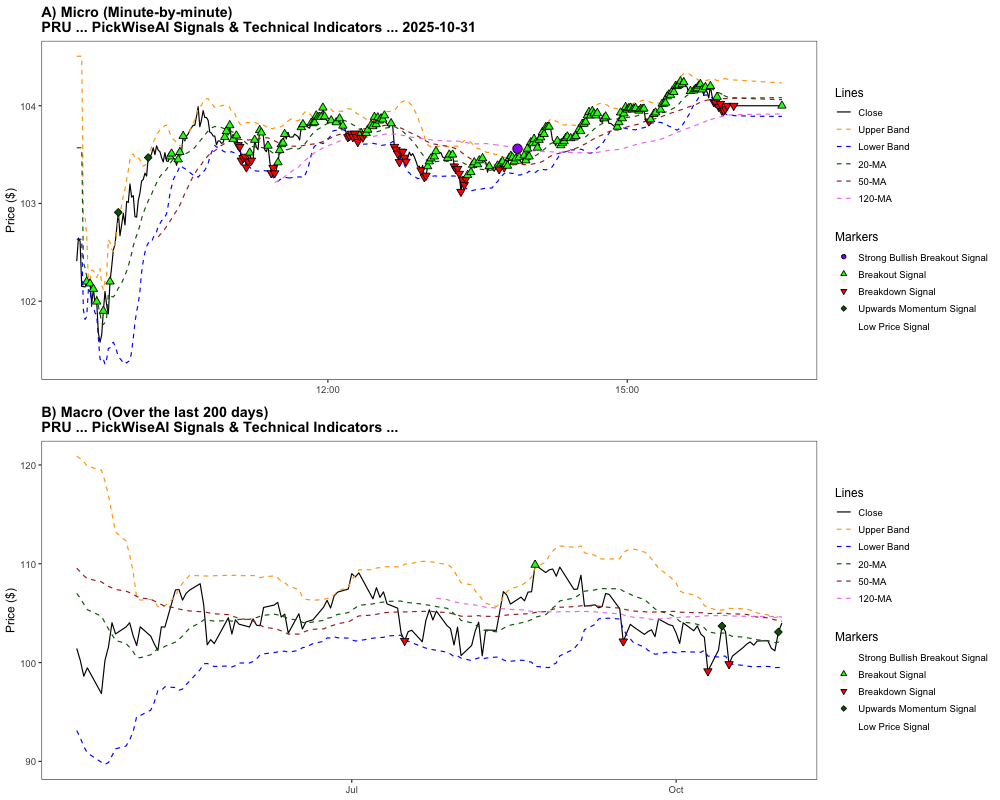 A) Micro (Minute-by-minute)
PRU ... PickWiseAI Signals & Technical Indicators ... 2025-10-31
Price ($)
104
103
102
12:00
15:00
Lines
Close
Upper Band
Lower Band
20-MA
50-MA
120-MA
Markers
Strong Bullish Breakout Signal
Breakout Signal
Breakdown Signal
Upwards Momentum Signal
Low Price Signal
B) Macro (Over the last 200 days)
PRU ... PickWiseAI Signals & Technical Indicators ...
Price ($)
120
110
100
90
Jul
Oct
Lines
Close
Upper Band
Lower Band
20-MA
50-MA
120-MA
Markers
Strong Bullish Breakout Signal
Breakout Signal
Breakdown Signal
Upwards Momentum Signal
Low Price Signal